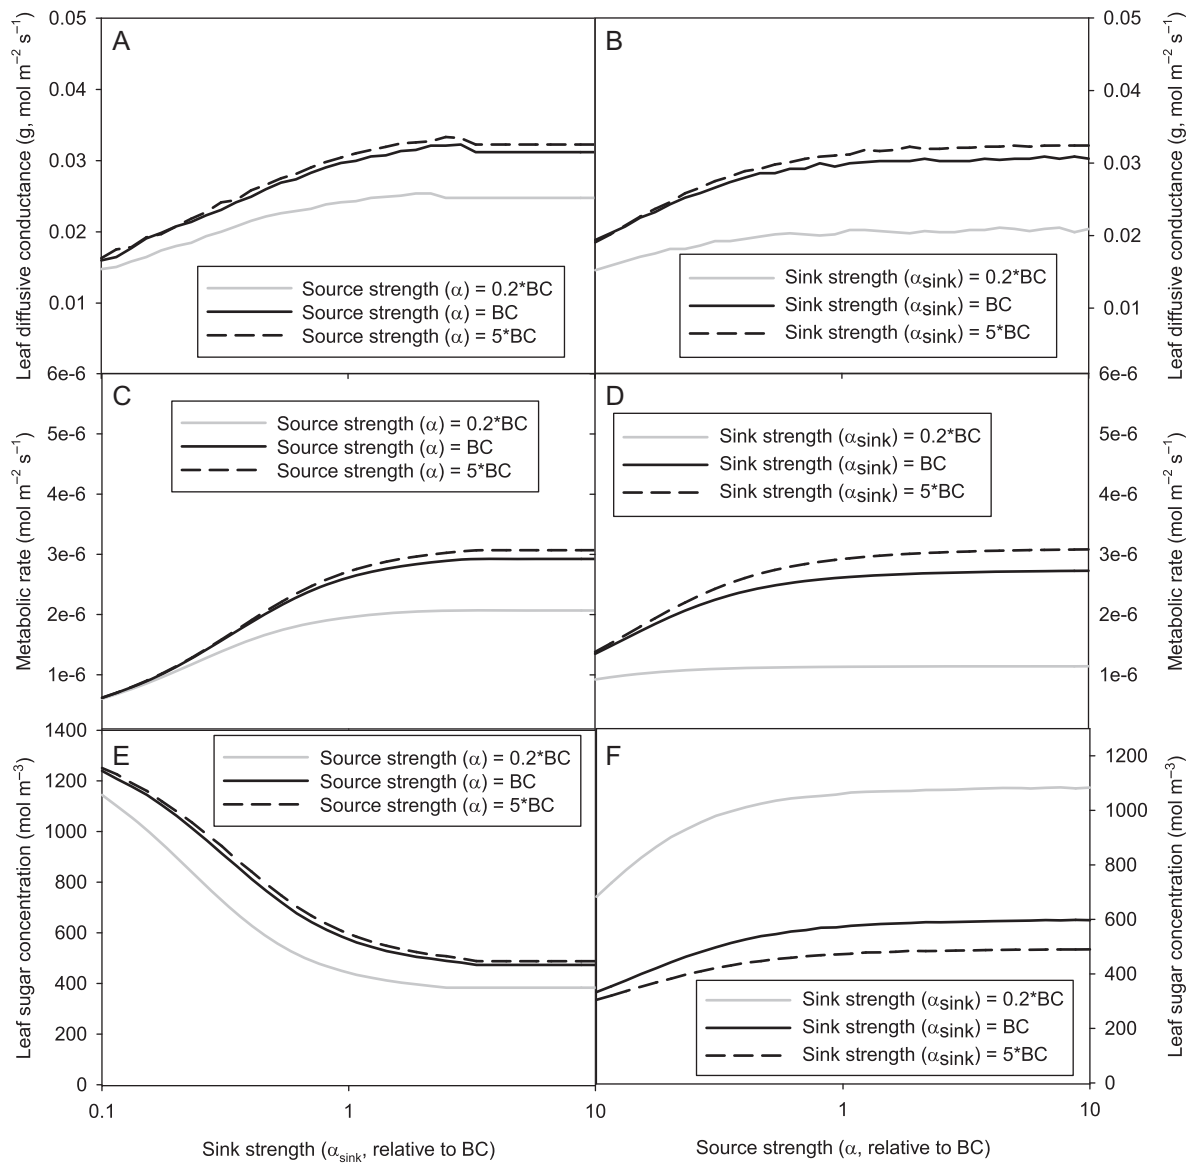 A
B
Leaf diffusive conductance (g, mol m⁻² s⁻¹)
0.05
0.04
0.03
0.02
0.01
Source strength (α) = 0.2*BC
Source strength (α) = BC
Source strength (α) = 5*BC
Sink strength (αsink) = 0.2*BC
Sink strength (αsink) = BC
Sink strength (αsink) = 5*BC
0.05
0.04
0.03
0.02
0.01
Leaf diffusive conductance (g, mol m⁻² s⁻¹)
C
D
Metabolic rate (mol m⁻² s⁻¹)
6e-6
5e-6
4e-6
3e-6
2e-6
1e-6
Source strength (α) = 0.2*BC
Source strength (α) = BC
Source strength (α) = 5*BC
Sink strength (αsink) = 0.2*BC
Sink strength (αsink) = BC
Sink strength (αsink) = 5*BC
6e-6
5e-6
4e-6
3e-6
2e-6
1e-6
Metabolic rate (mol m⁻² s⁻¹)
E
F
Leaf sugar concentration (mol m⁻³)
1400
1200
1000
800
600
400
200
0
Source strength (α) = 0.2*BC
Source strength (α) = BC
Source strength (α) = 5*BC
Sink strength (αsink) = 0.2*BC
Sink strength (αsink) = BC
Sink strength (αsink) = 5*BC
1200
1000
800
600
400
200
0
Leaf sugar concentration (mol m⁻³)
0.1 1 10 1 10
Sink strength (αsink, relative to BC)
Source strength (α, relative to BC)